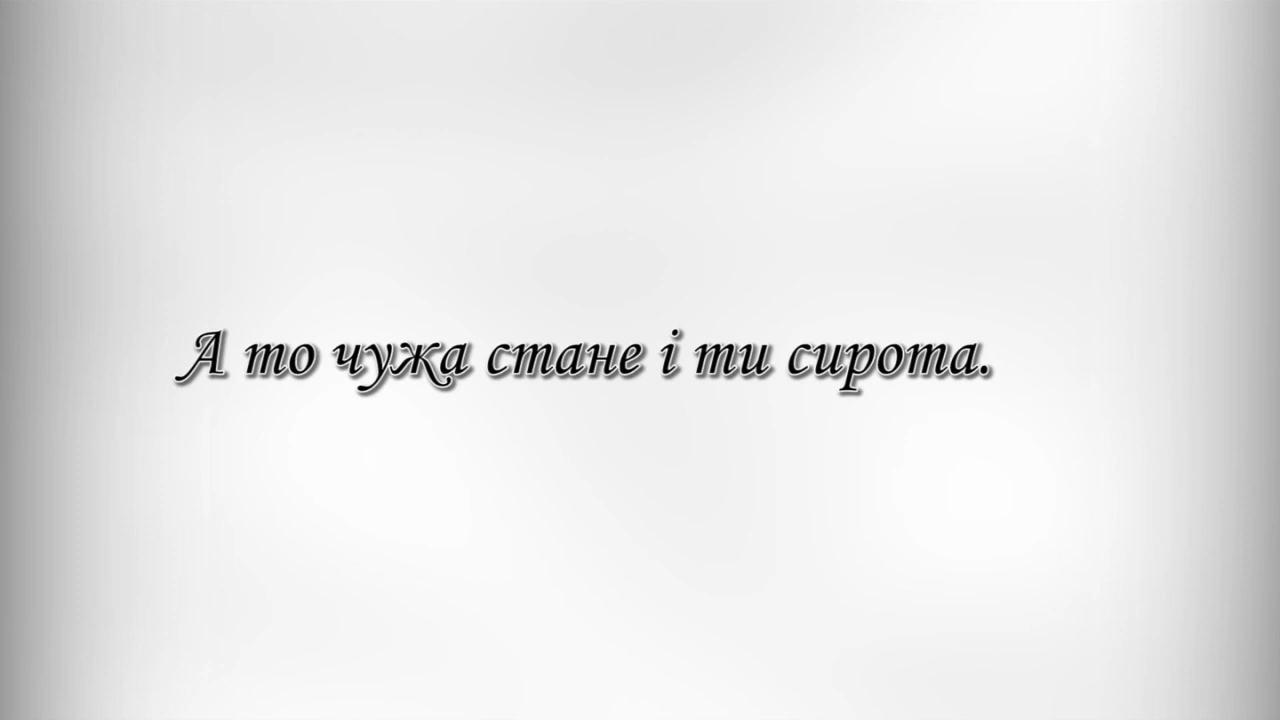 А то чужа стане і ти сирота.